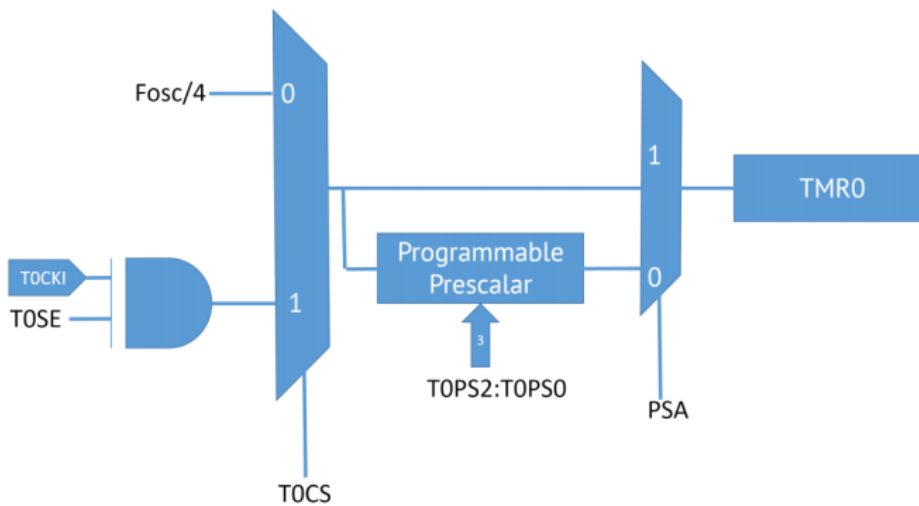 Fosc/4
0
1
TMR0
Programmable
Prescalar
T0CKI
0
1
T0SE
3
T0PS2:T0PS0
PSA
T0CS